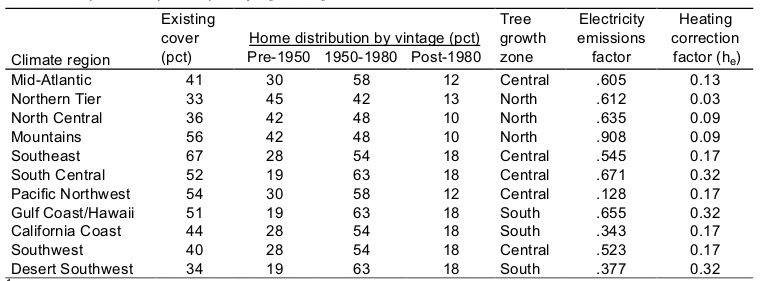 Existing Tree Electricity Heating
cover Home distribution by vintage (pct) growth emissions correction
Climate region (pct) Pre-1950 1950-1980 Post-1980 zone factor factor (he)
Mid-Atlantic 41 30 58 12 Central .605 0.13
Northern Tier 33 45 42 13 North .612 0.03
North Central 36 42 48 10 North .635 0.09
Mountains 56 42 48 10 North .908 0.09
Southeast 67 28 54 18 Central .545 0.17
South Central 52 19 63 18 Central .671 0.32
Pacific Northwest 54 30 58 12 Central .128 0.17
Gulf Coast/Hawaii 51 19 63 18 South .655 0.32
California Coast 44 28 54 18 South .343 0.17
Southwest 40 28 54 18 Central .523 0.17
Desert Southwest 34 19 63 18 South .377 0.32